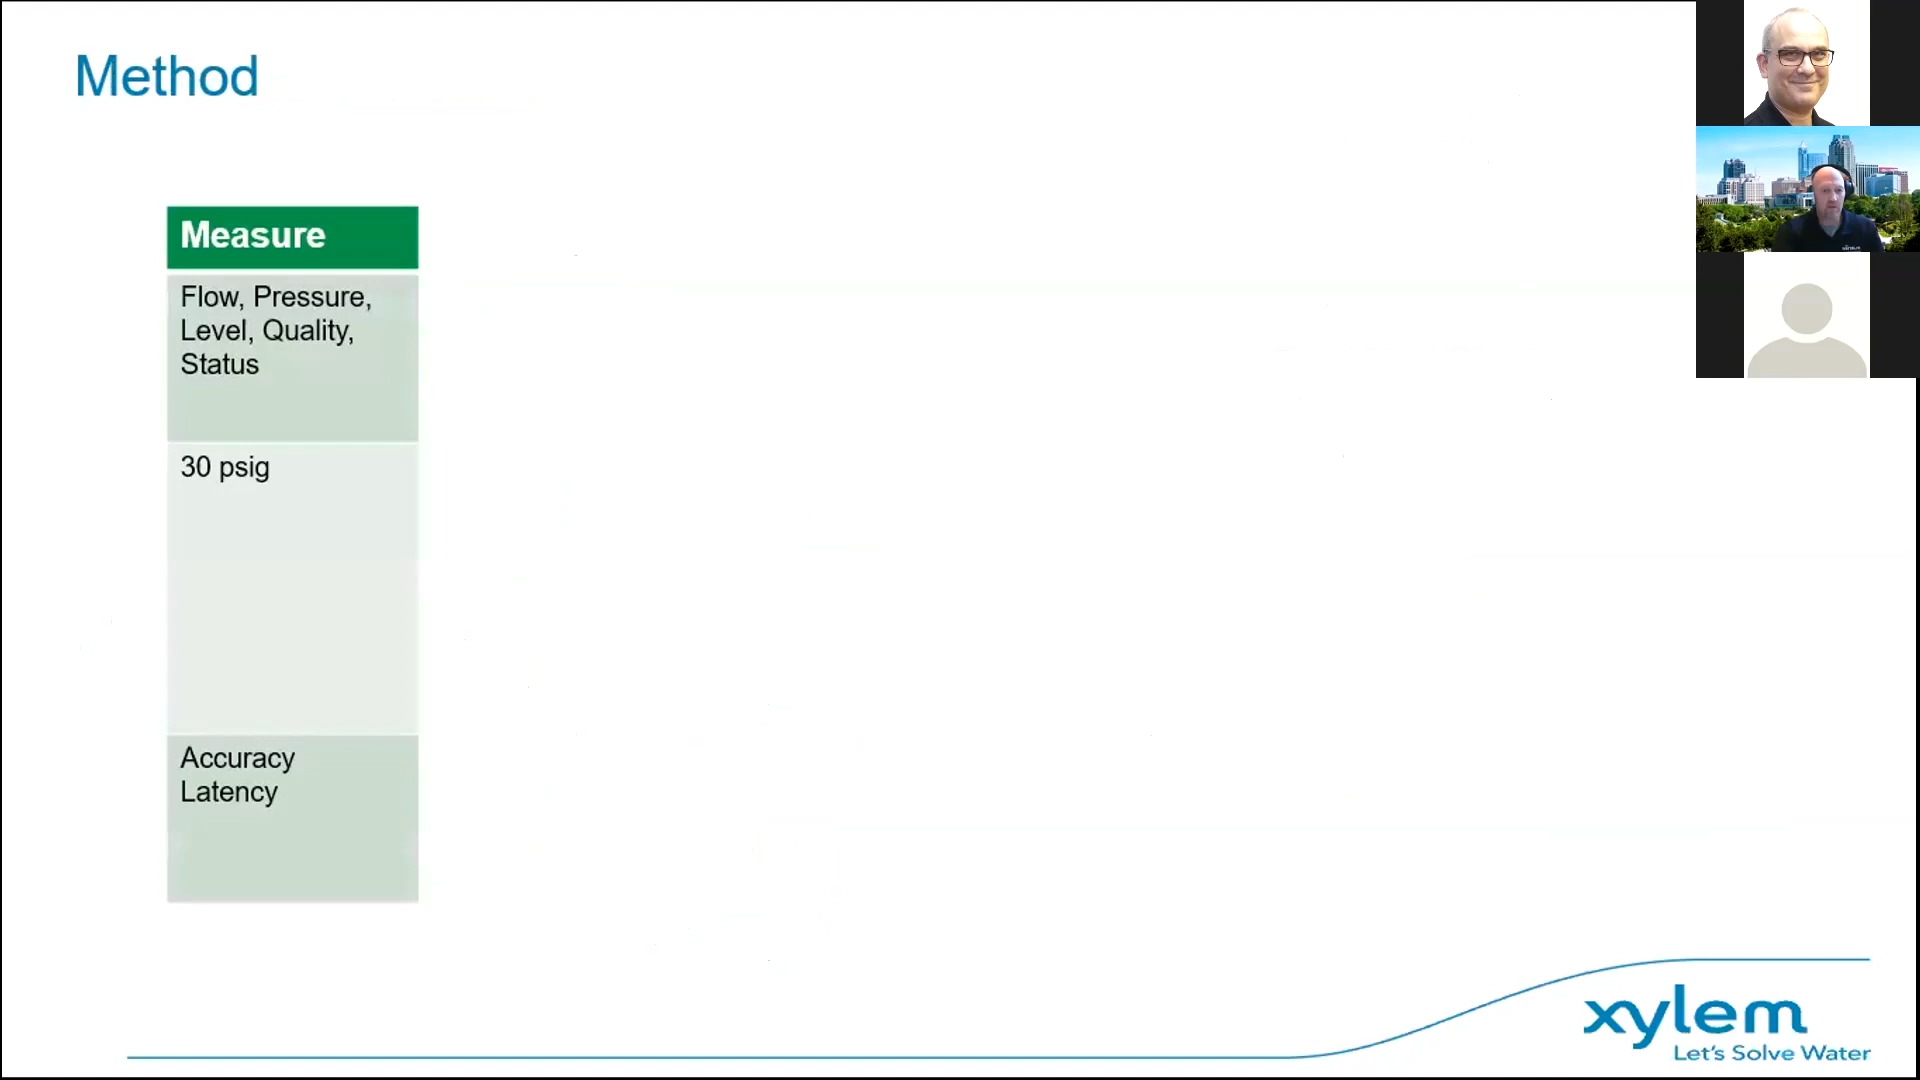 Method
Measure
Flow, Pressure,
Level, Quality,
Status
30 psig
Accuracy
Latency
xylem
Let's Solve Water